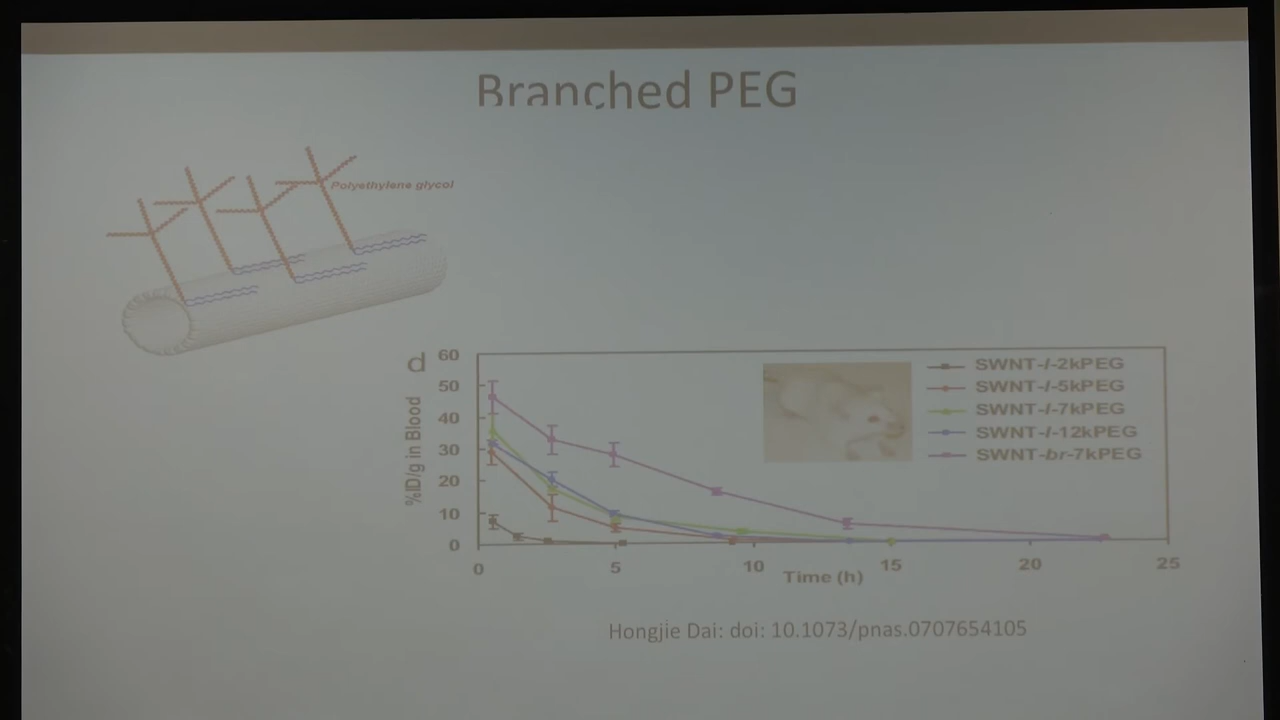 Branched PEG
Polyethylene glycol
d
60
50
40
30
20
10
0
%ID/g in Blood
SWNT-l-2kPEG
SWNT-l-5kPEG
SWNT-l-7kPEG
SWNT-l-12kPEG
SWNT-br-7kPEG
0 5 10 15 20 25
Time (h)
Hongjie Dai: doi: 10.1073/pnas.0707654105